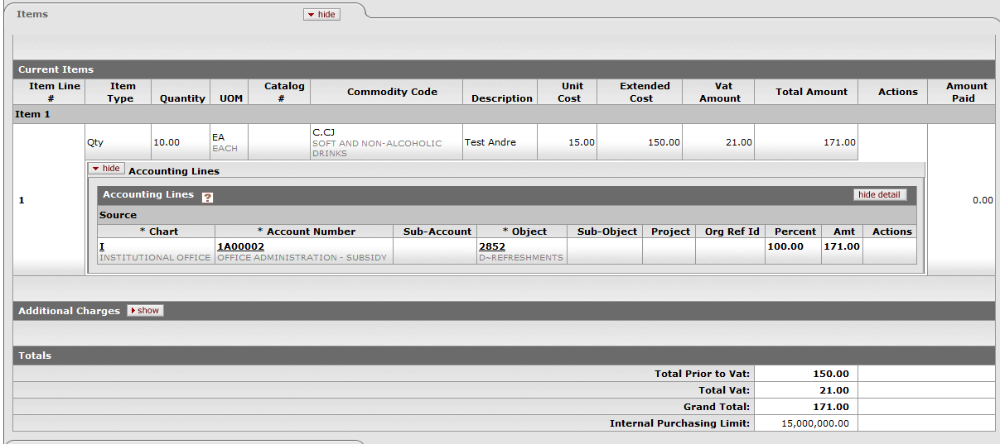 Items hide
Current Items
Item Line # Item Type Quantity UOM Catalog # Commodity Code Description Unit Cost Extended Cost Vat Amount Total Amount Actions Amount Paid
Item 1
1 Qty 10.00 EA EACH C.CJ SOFT AND NON-ALCOHOLIC DRINKS Test Andre 15.00 150.00 21.00 171.00 0.00
hide Accounting Lines
Accounting Lines ? hide detail
Source
* Chart * Account Number Sub-Account * Object Sub-Object Project Org Ref Id Percent Amt Actions
I 1A00002 2852 100.00 171.00
INSTITUTIONAL OFFICE OFFICE ADMINISTRATION - SUBSIDY D~REFRESHMENTS
Additional Charges show
Totals
Total Prior to Vat: 150.00
Total Vat: 21.00
Grand Total: 171.00
Internal Purchasing Limit: 15,000,000.00